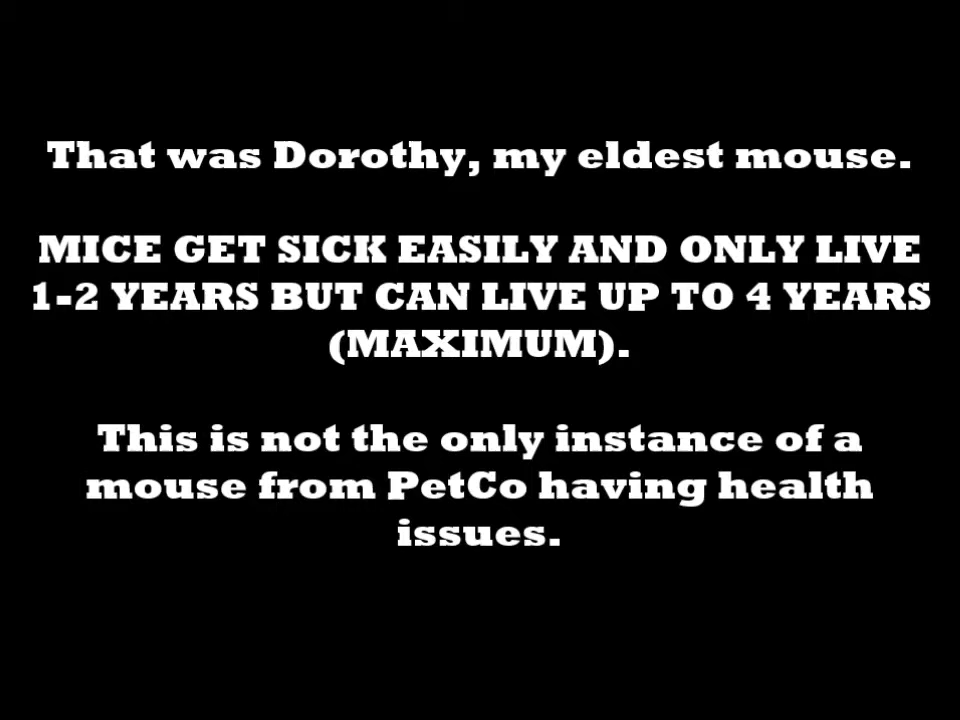 That was Dorothy, my eldest mouse.
MICE GET SICK EASILY AND ONLY LIVE
1-2 YEARS BUT CAN LIVE UP TO 4 YEARS
(MAXIMUM).
This is not the only instance of a
mouse from PetCo having health
issues.